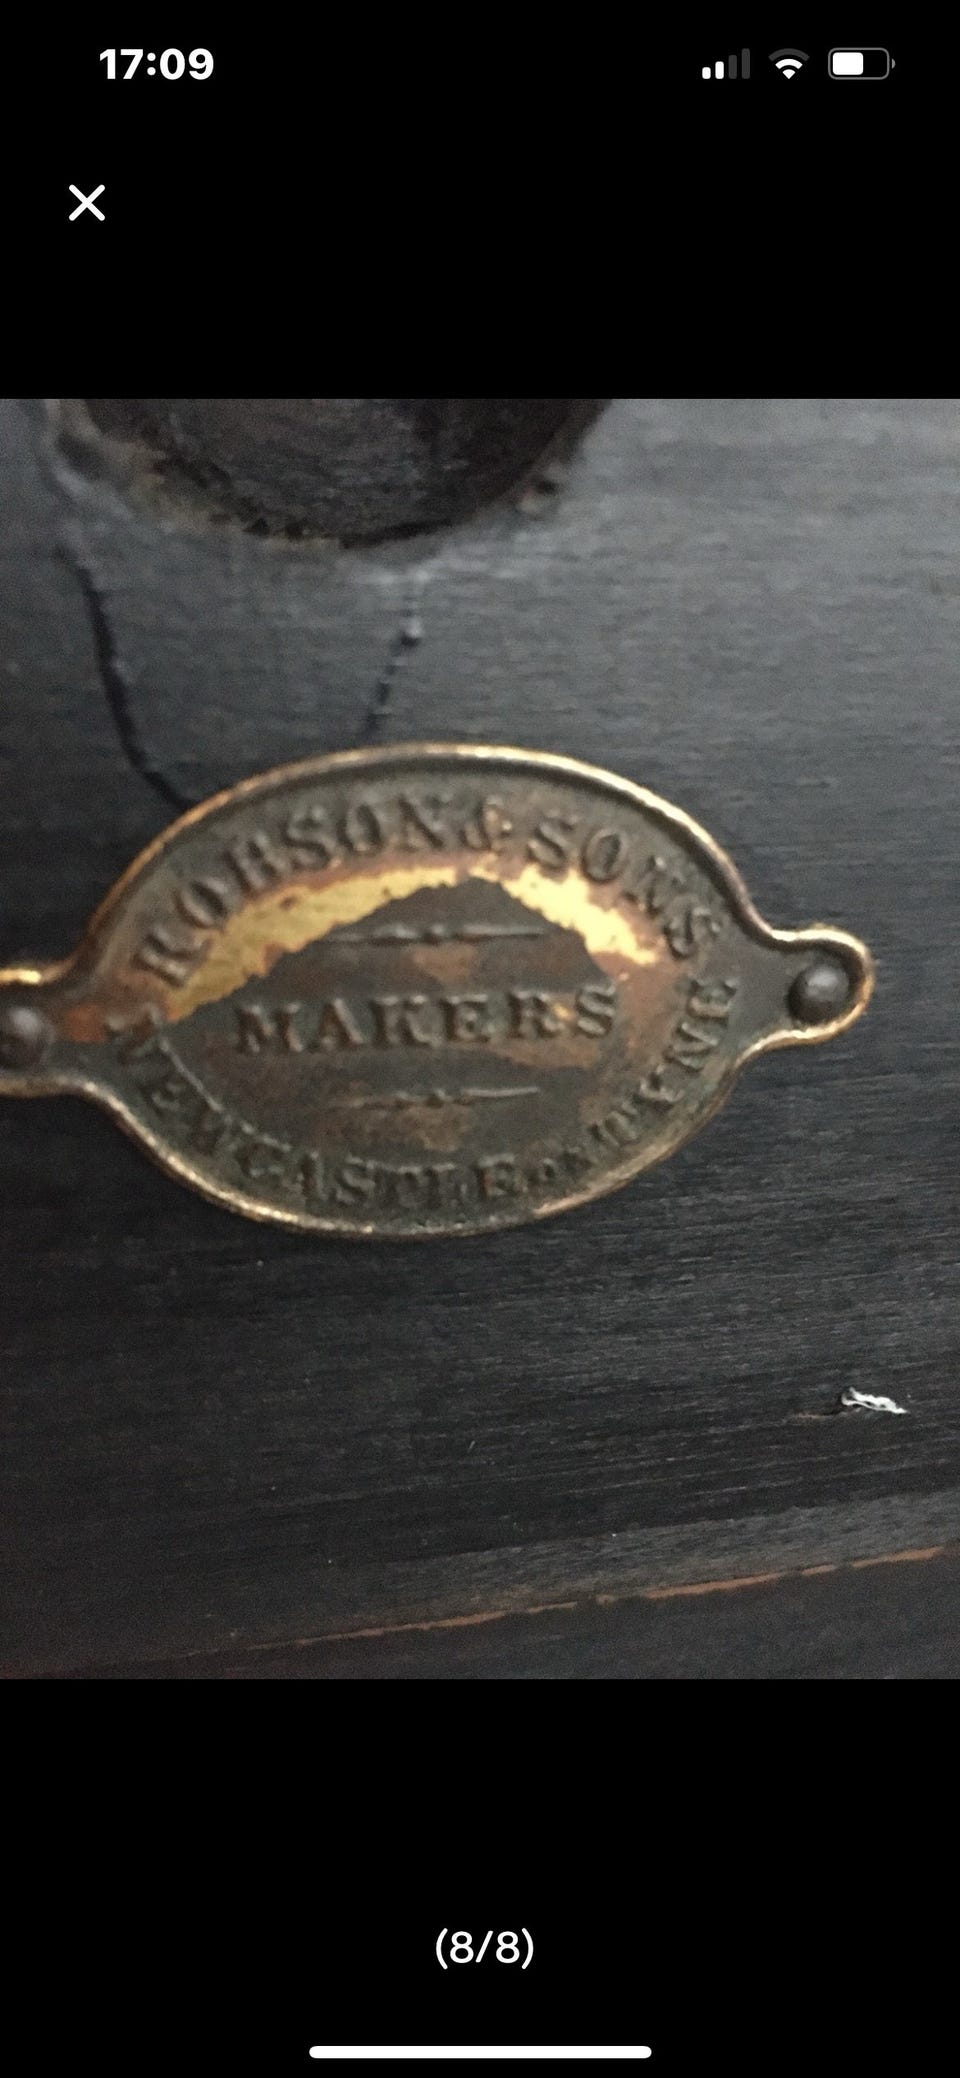 17:09
ROBSON & SONS
MAKERS
NEWCASTLE ON TYNE
(8/8)